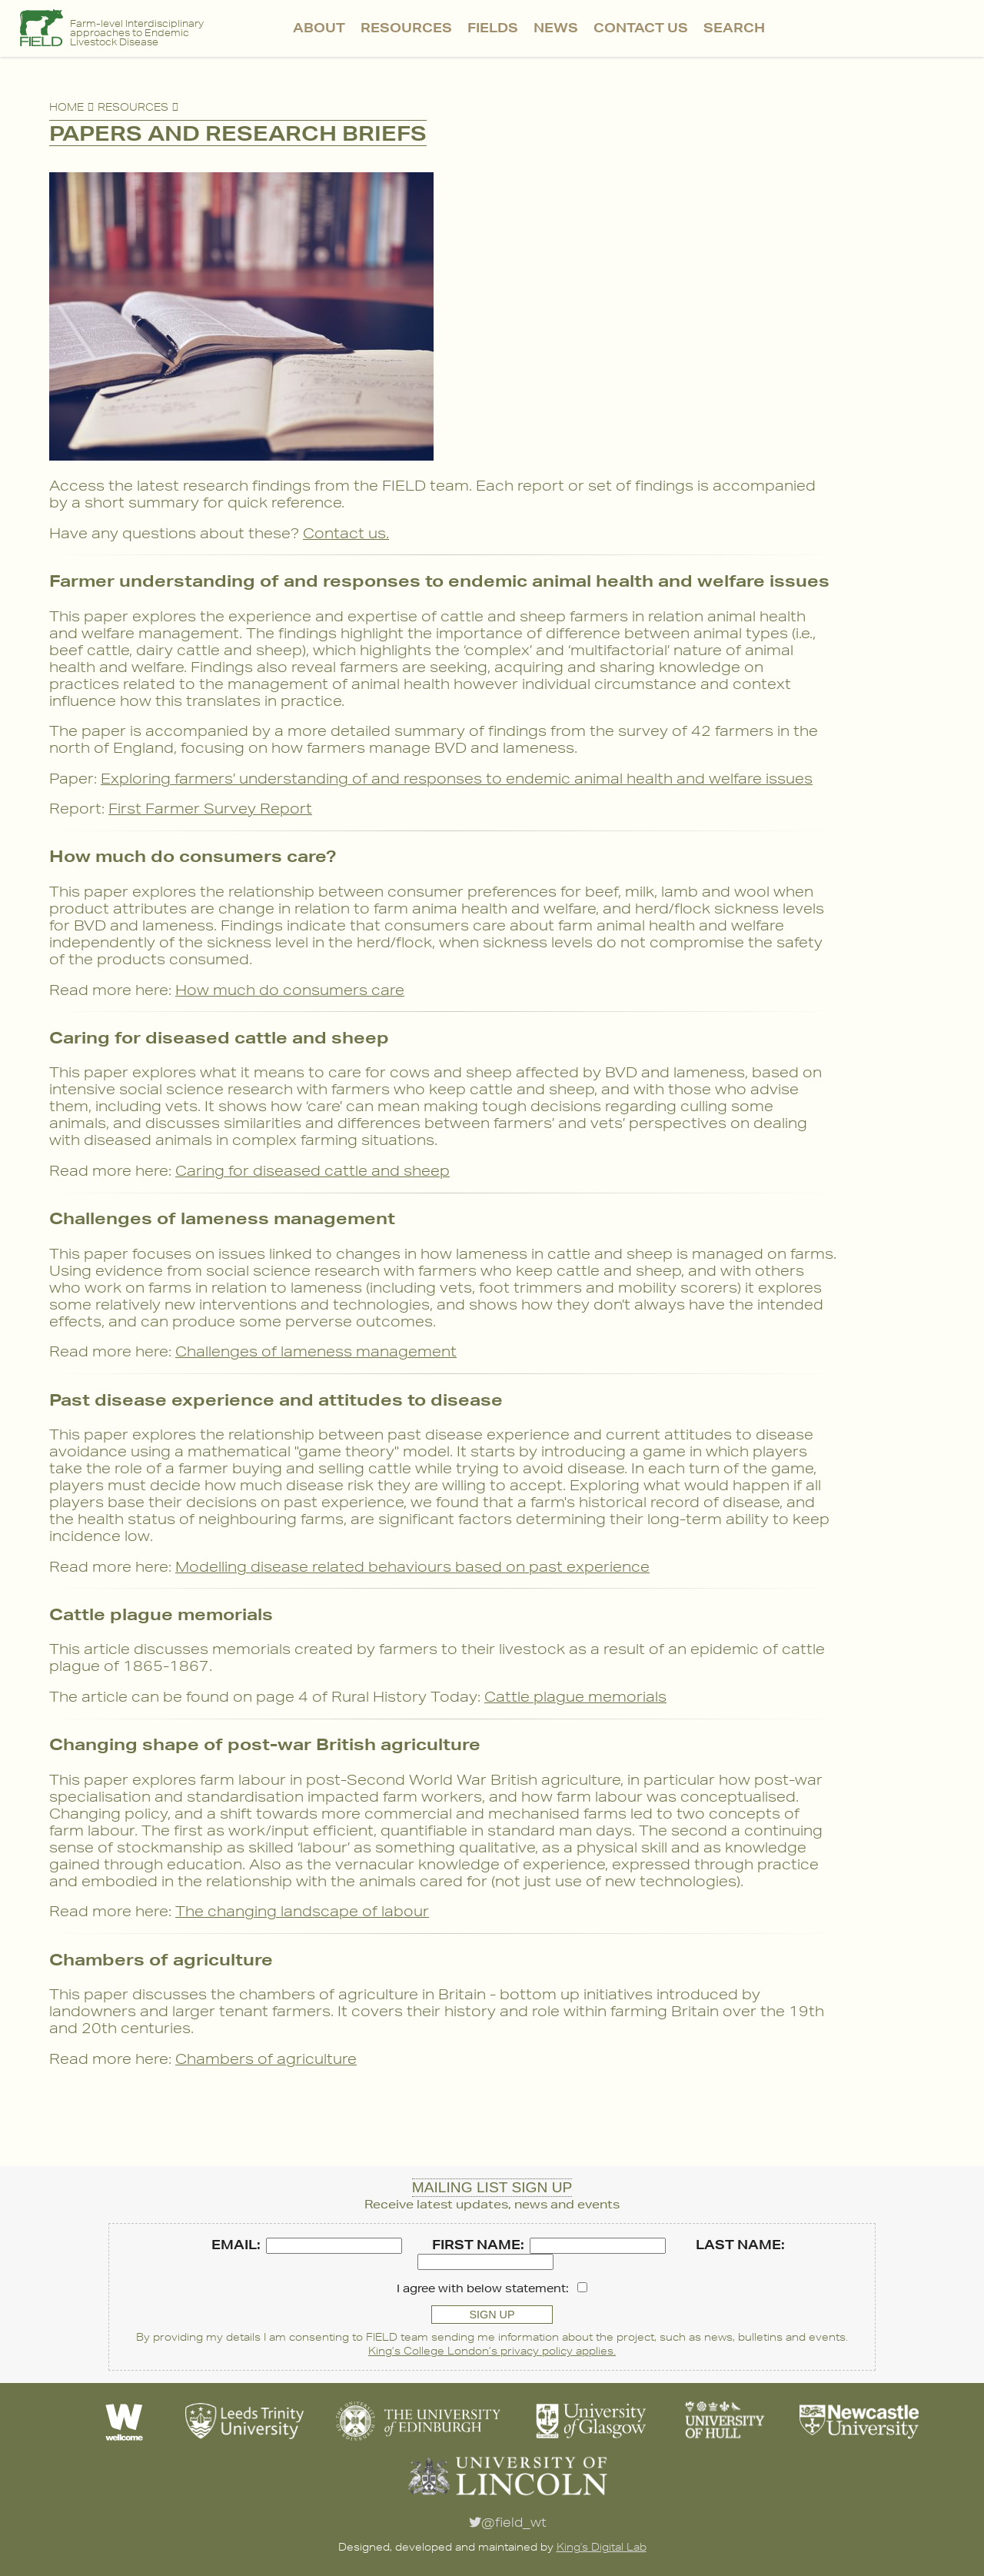 FIELD
Farm-level Interdisciplinary
approaches to Endemic
Livestock Disease
ABOUT RESOURCES FIELDS NEWS CONTACT US SEARCH
HOME RESOURCES
PAPERS AND RESEARCH BRIEFS
Access the latest research findings from the FIELD team. Each report or set of findings is accompanied
by a short summary for quick reference.
Have any questions about these? Contact us.
Farmer understanding of and responses to endemic animal health and welfare issues
This paper explores the experience and expertise of cattle and sheep farmers in relation animal health
and welfare management. The findings highlight the importance of difference between animal types (i.e.,
beef cattle, dairy cattle and sheep), which highlights the ‘complex’ and ‘multifactorial’ nature of animal
health and welfare. Findings also reveal farmers are seeking, acquiring and sharing knowledge on
practices related to the management of animal health however individual circumstance and context
influence how this translates in practice.
The paper is accompanied by a more detailed summary of findings from the survey of 42 farmers in the
north of England, focusing on how farmers manage BVD and lameness.
Paper: Exploring farmers’ understanding of and responses to endemic animal health and welfare issues
Report: First Farmer Survey Report
How much do consumers care?
This paper explores the relationship between consumer preferences for beef, milk, lamb and wool when
product attributes are change in relation to farm anima health and welfare, and herd/flock sickness levels
for BVD and lameness. Findings indicate that consumers care about farm animal health and welfare
independently of the sickness level in the herd/flock, when sickness levels do not compromise the safety
of the products consumed.
Read more here: How much do consumers care
Caring for diseased cattle and sheep
This paper explores what it means to care for cows and sheep affected by BVD and lameness, based on
intensive social science research with farmers who keep cattle and sheep, and with those who advise
them, including vets. It shows how ‘care’ can mean making tough decisions regarding culling some
animals, and discusses similarities and differences between farmers’ and vets’ perspectives on dealing
with diseased animals in complex farming situations.
Read more here: Caring for diseased cattle and sheep
Challenges of lameness management
This paper focuses on issues linked to changes in how lameness in cattle and sheep is managed on farms.
Using evidence from social science research with farmers who keep cattle and sheep, and with others
who work on farms in relation to lameness (including vets, foot trimmers and mobility scorers) it explores
some relatively new interventions and technologies, and shows how they don’t always have the intended
effects, and can produce some perverse outcomes.
Read more here: Challenges of lameness management
Past disease experience and attitudes to disease
This paper explores the relationship between past disease experience and current attitudes to disease
avoidance using a mathematical "game theory" model. It starts by introducing a game in which players
take the role of a farmer buying and selling cattle while trying to avoid disease. In each turn of the game,
players must decide how much disease risk they are willing to accept. Exploring what would happen if all
players base their decisions on past experience, we found that a farm's historical record of disease, and
the health status of neighbouring farms, are significant factors determining their long-term ability to keep
incidence low.
Read more here: Modelling disease related behaviours based on past experience
Cattle plague memorials
This article discusses memorials created by farmers to their livestock as a result of an epidemic of cattle
plague of 1865-1867.
The article can be found on page 4 of Rural History Today: Cattle plague memorials
Changing shape of post-war British agriculture
This paper explores farm labour in post-Second World War British agriculture, in particular how post-war
specialisation and standardisation impacted farm workers, and how farm labour was conceptualised.
Changing policy, and a shift towards more commercial and mechanised farms led to two concepts of
farm labour. The first as work/input efficient, quantifiable in standard man days. The second a continuing
sense of stockmanship as skilled ‘labour’ as something qualitative, as a physical skill and as knowledge
gained through education. Also as the vernacular knowledge of experience, expressed through practice
and embodied in the relationship with the animals cared for (not just use of new technologies).
Read more here: The changing landscape of labour
Chambers of agriculture
This paper discusses the chambers of agriculture in Britain - bottom up initiatives introduced by
landowners and larger tenant farmers. It covers their history and role within farming Britain over the 19th
and 20th centuries.
Read more here: Chambers of agriculture
MAILING LIST SIGN UP
Receive latest updates, news and events
EMAIL: FIRST NAME: LAST NAME:
I agree with below statement:
SIGN UP
By providing my details I am consenting to FIELD team sending me information about the project, such as news, bulletins and events.
King's College London's privacy policy applies.
W wellcome
Leeds Trinity University
THE UNIVERSITY of EDINBURGH
University of Glasgow
UNIVERSITY OF HULL
Newcastle University
UNIVERSITY OF LINCOLN
@field_wt
Designed, developed and maintained by King's Digital Lab